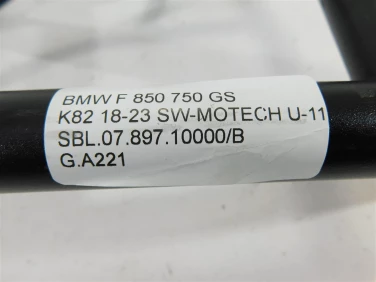 BMW F 850 750 GS
K82 18-23 SW-MOTECH U-11
SBL.07.897.10000/B
G.A221